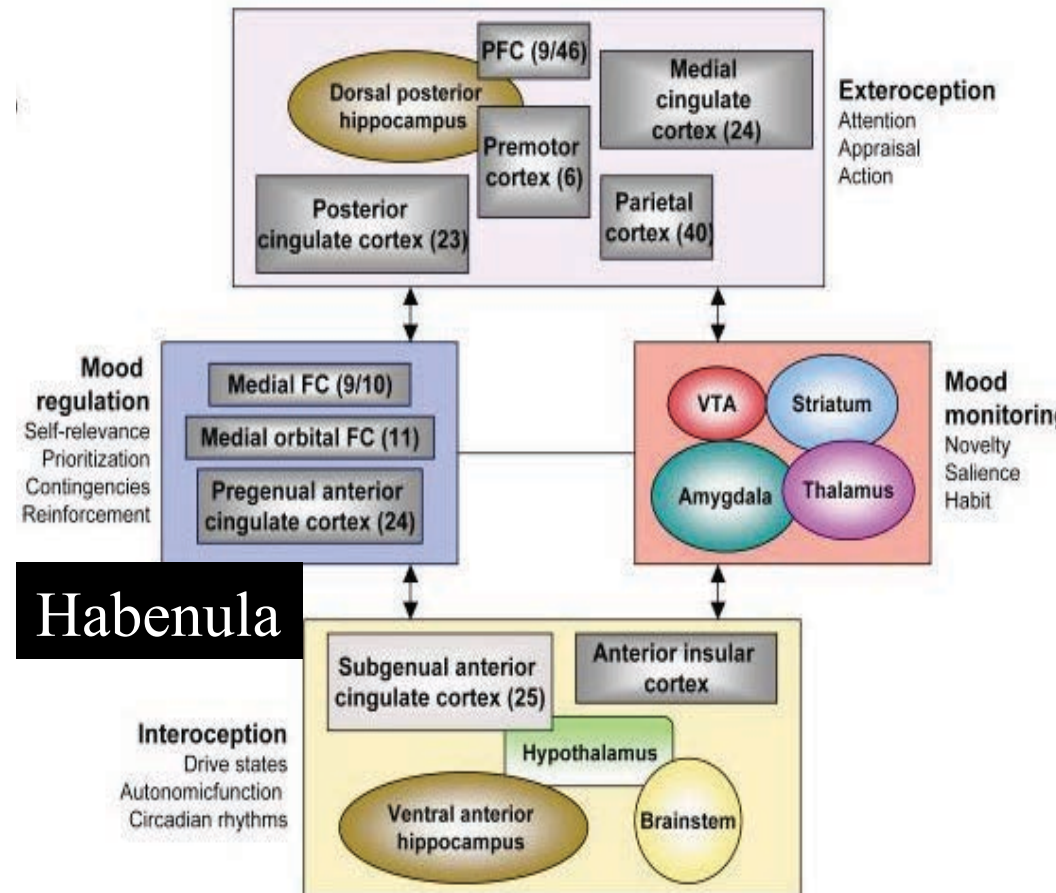 PFC (9/46)
Dorsal posterior
hippocampus
Medial
cingulate
cortex (24)
Premotor
cortex (6)
Posterior
cingulate cortex (23)
Parietal
cortex (40)
Exteroception
Attention
Appraisal
Action
Mood
regulation
Self-relevance
Prioritization
Contingencies
Reinforcement
Medial FC (9/10)
Medial orbital FC (11)
Pregenual anterior
cingulate cortex (24)
VTA
Striatum
Amygdala
Thalamus
Mood
monitoring
Novelty
Salience
Habit
Habenula
Subgenual anterior
cingulate cortex (25)
Anterior insular
cortex
Hypothalamus
Ventral anterior
hippocampus
Brainstem
Interoception
Drive states
Autonomicfunction
Circadian rhythms